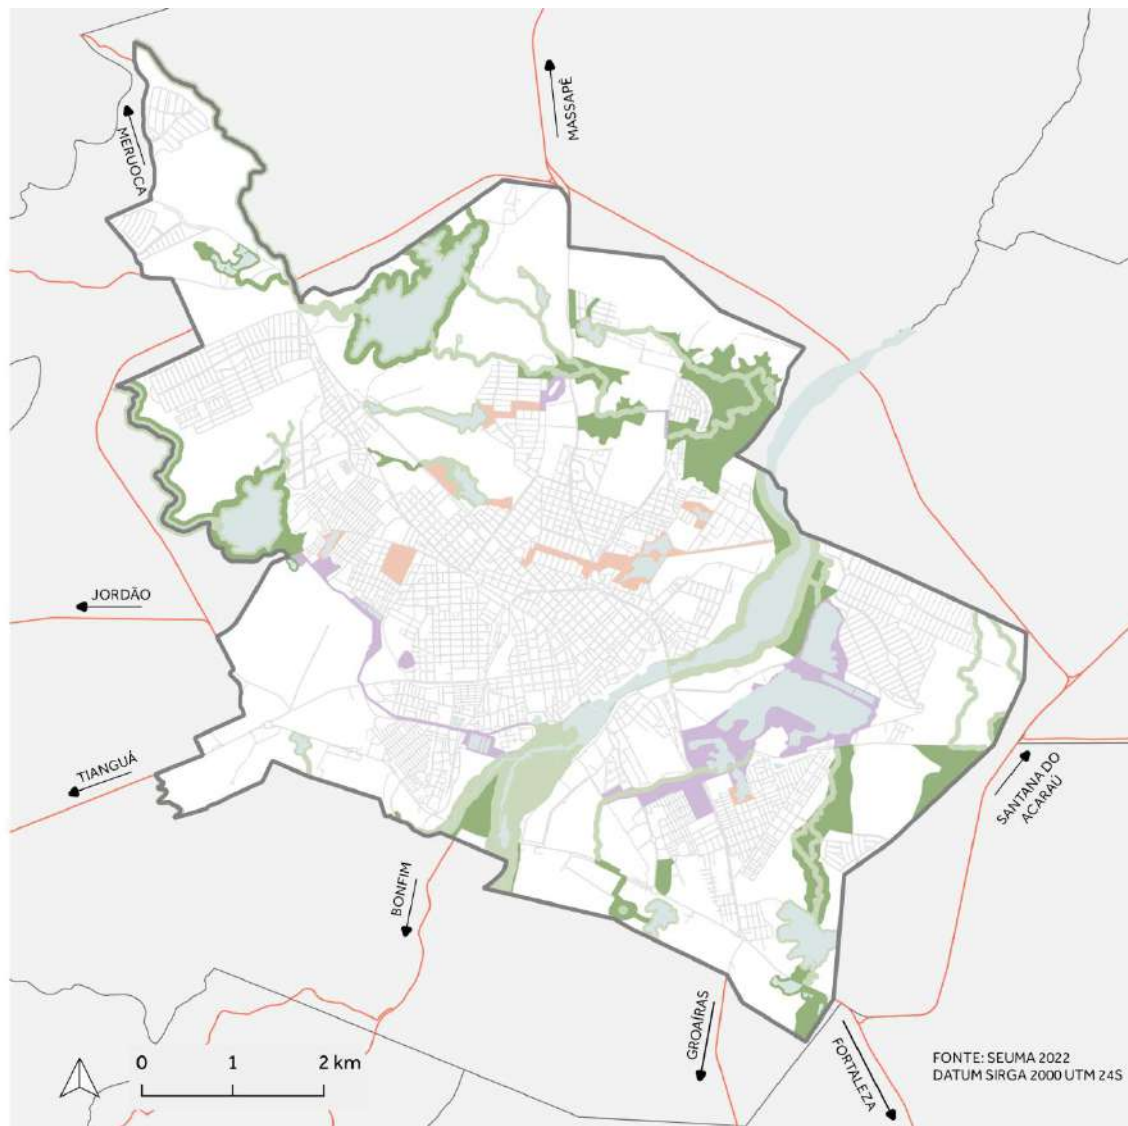 MASSAPÊ
MERUOCA
JORDÃO
TIANGUÁ
SANTANA DO
ACARAÚ
BONFIM
GROAÍRAS
FORTALEZA
0 1 2 km
FONTE: SEUMA 2022
DATUM SIRGA 2000 UTM 24S